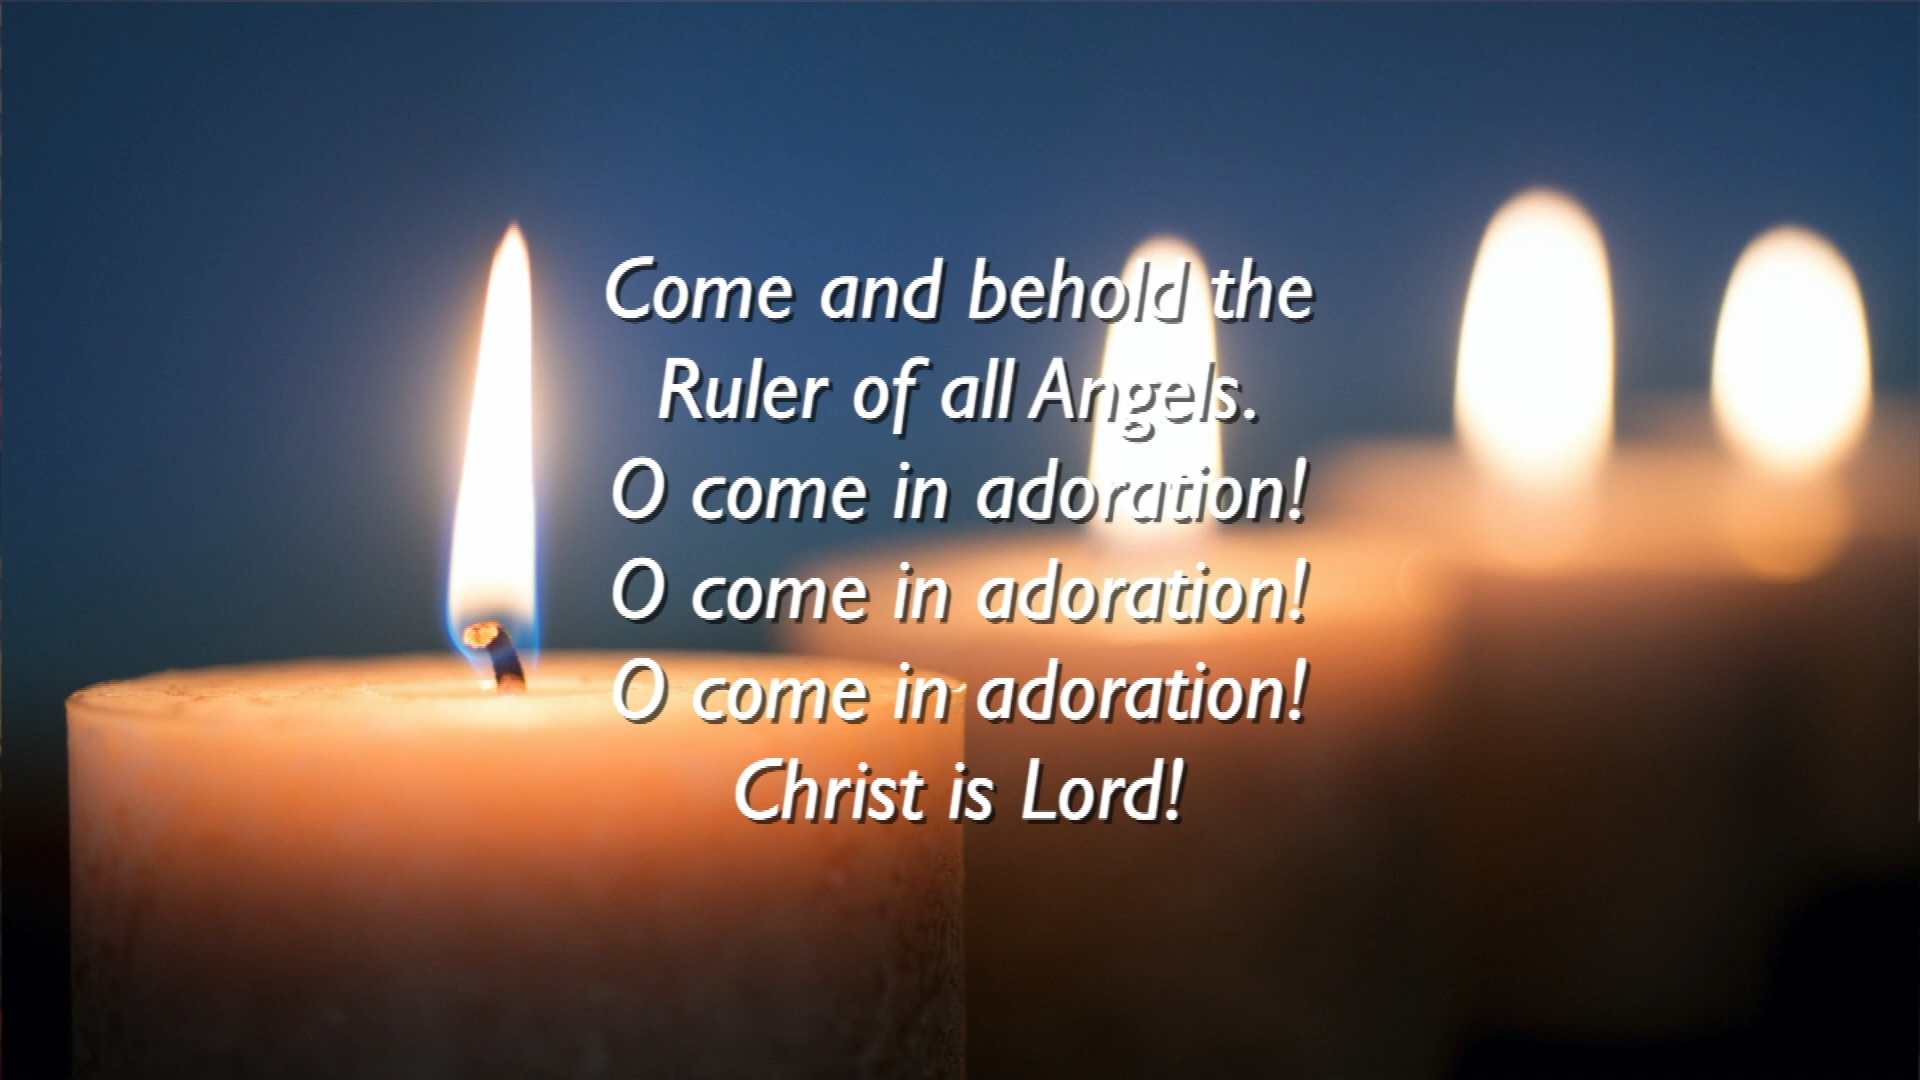 Come and behold the
Ruler of all Angels.
O come in adoration!
O come in adoration!
O come in adoration!
Christ is Lord!